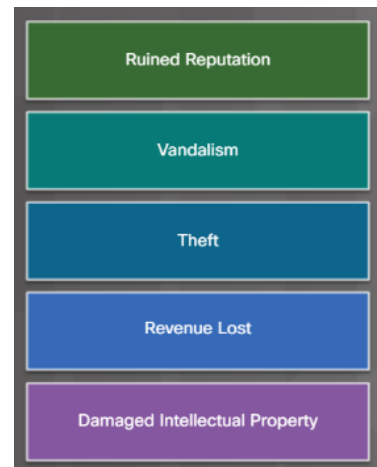 Ruined Reputation
Vandalism
Theft
Revenue Lost
Damaged Intellectual Property